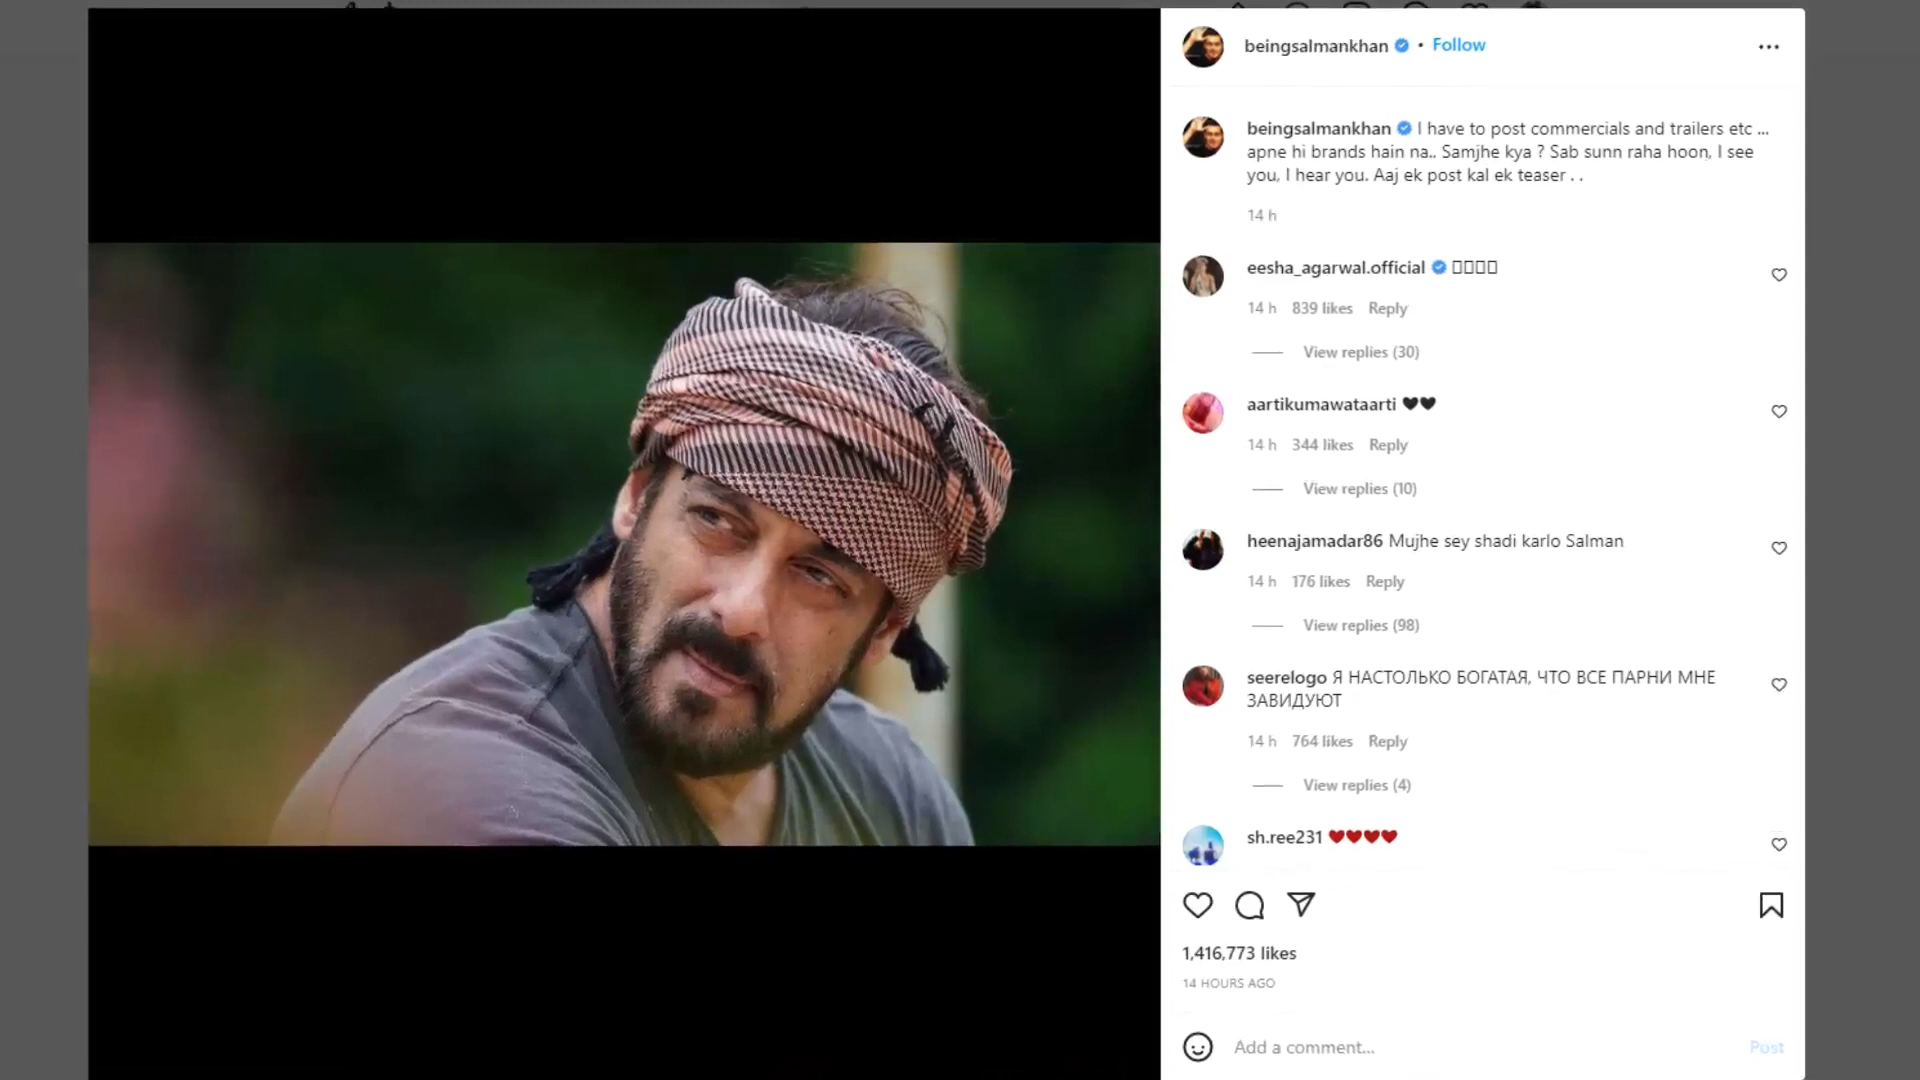 beingsalmankhan • Follow
beingsalmankhan I have to post commercials and trailers etc ...
apne hi brands hain na.. Samjhe kya ? Sab sunn raha hoon, I see
you, I hear you. Aaj ek post kal ek teaser . .
14 h
eesha_agarwal.official
14 h 839 likes Reply
View replies (30)
aartikumawataarti 🖤🖤
14 h 344 likes Reply
View replies (10)
heenajamadar86 Mujhe sey shadi karlo Salman
14 h 176 likes Reply
View replies (98)
seerelogo Я НАСТОЛЬКО БОГАТАЯ, ЧТО ВСЕ ПАРНИ МНЕ
ЗАВИДУЮТ
14 h 764 likes Reply
View replies (4)
sh.ree231 ❤❤❤❤
1,416,773 likes
14 HOURS AGO
Add a comment...
Post